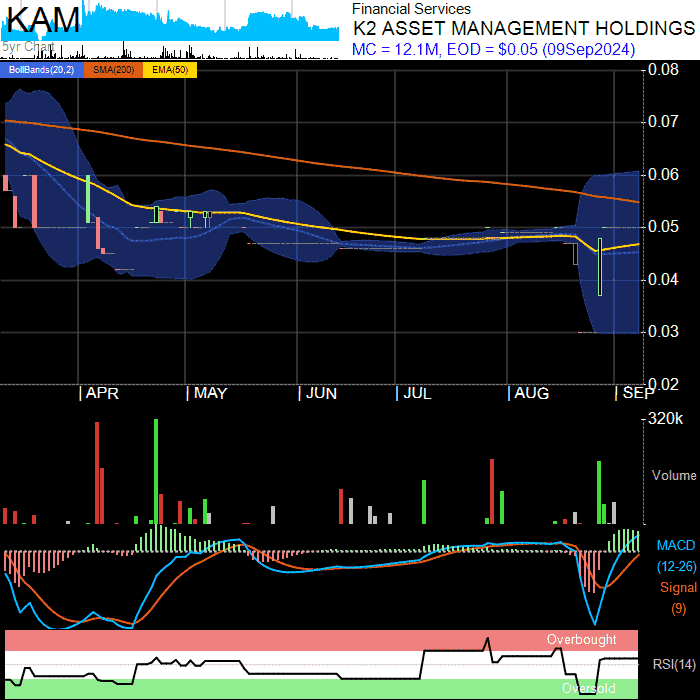 KAM
5yr Chart
Financial Services
K2 ASSET MANAGEMENT HOLDINGS
MC = 12.1M, EOD = $0.05 (09Sep2024)
BollBands(20,2) SMA(200) EMA(50)
0.08
0.07
0.06
0.05
0.04
0.03
0.02
APR MAY JUN JUL AUG SEP
320k
Volume
MACD
(12-26)
Signal
(9)
Overbought
RSI(14)
Oversold